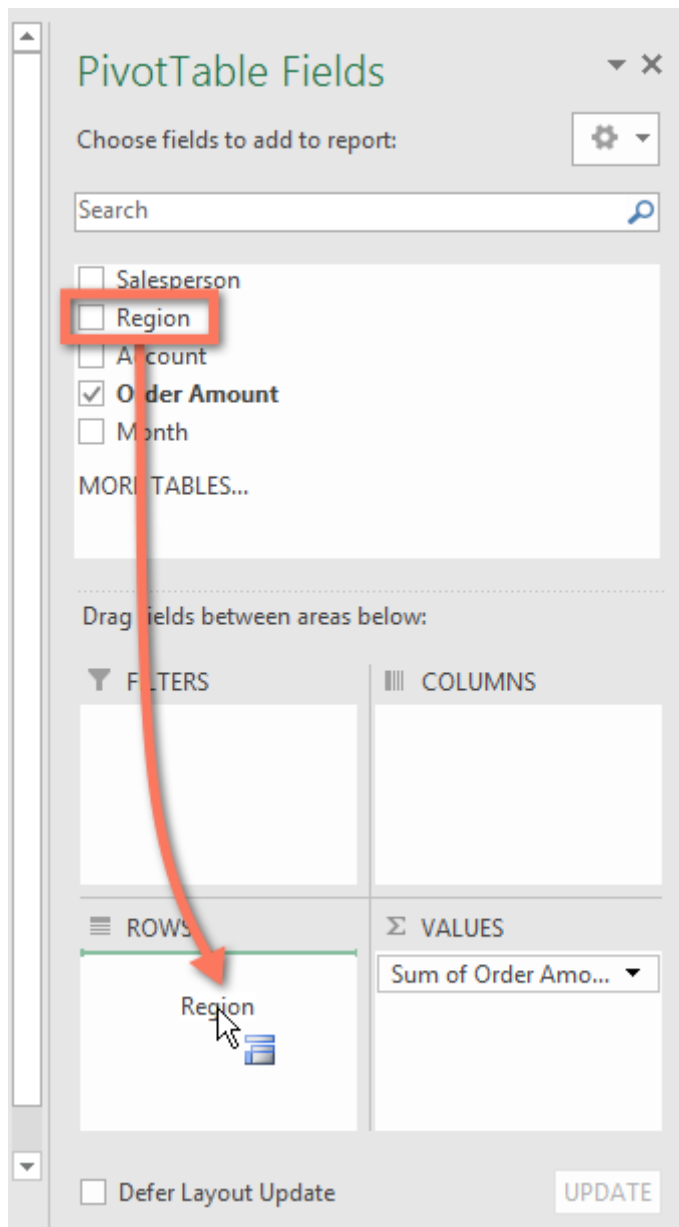 PivotTable Fields
Choose fields to add to report:
Search
Salesperson
Region
Account
Order Amount
Month
MORE TABLES...
Drag fields between areas below:
FILTERS
COLUMNS
ROWS
Σ VALUES
Sum of Order Amo...
Region
Defer Layout Update
UPDATE